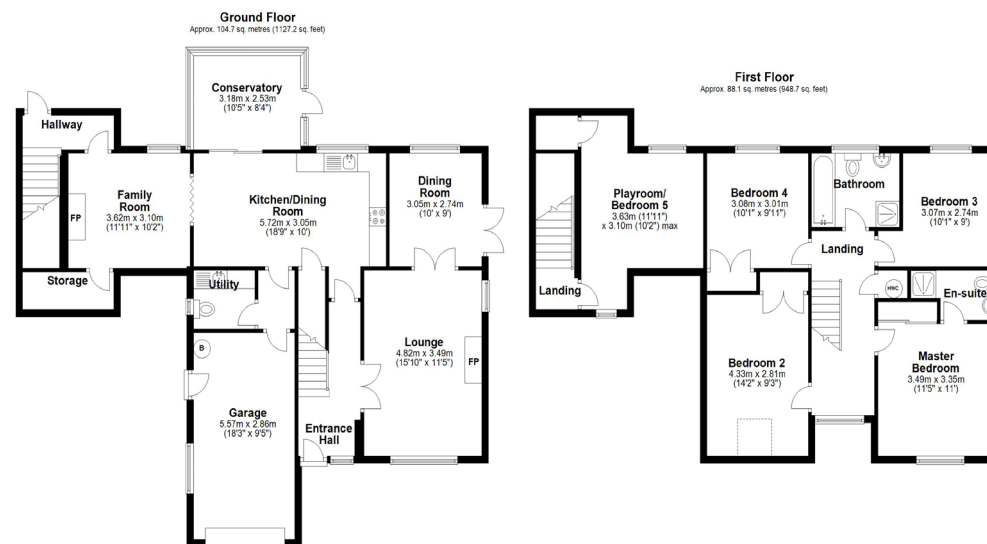 Ground Floor
Approx. 104.7 sq. metres (1127.2 sq. feet)
Conservatory
3.18m x 2.53m
(10'5" x 8'4")
Hallway
Family
Room
3.62m x 3.10m
(11'11" x 10'2")
FP
Kitchen/Dining
Room
5.72m x 3.05m
(18'9" x 10')
Dining
Room
3.05m x 2.74m
(10' x 9')
Storage
Utility
B
Lounge
4.82m x 3.49m
(15'10" x 11'5")
FP
Garage
5.57m x 2.86m
(18'3" x 9'5")
Entrance
Hall
First Floor
Approx. 88.1 sq. metres (948.7 sq. feet)
Playroom/
Bedroom 5
3.63m (11'11")
x 3.10m (10'2") max
Bedroom 4
3.08m x 3.01m
(10'1" x 9'11")
Bathroom
Bedroom 3
3.07m x 2.74m
(10'1" x 9')
Landing
Landing
HWC
En-suite
Bedroom 2
4.33m x 2.81m
(14'2" x 9'3")
Master
Bedroom
3.49m x 3.35m
(11'5" x 11')